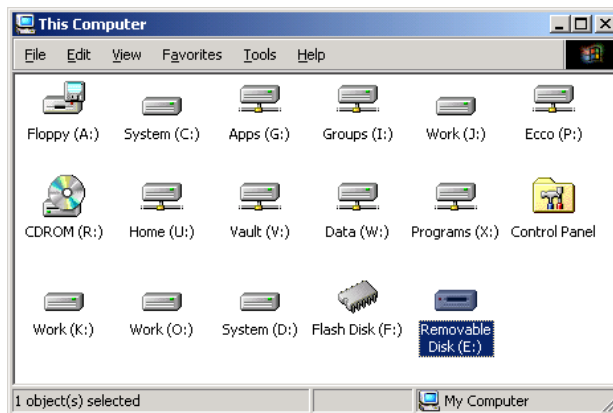 This Computer
File Edit View Favorites Tools Help
Floppy (A:) System (C:) Apps (G:) Groups (I:) Work (J:) Ecco (P:)
CDROM (R:) Home (U:) Vault (V:) Data (W:) Programs (X:) Control Panel
Work (K:) Work (O:) System (D:) Flash Disk (F:) Removable
Disk (E:)
1 object(s) selected My Computer